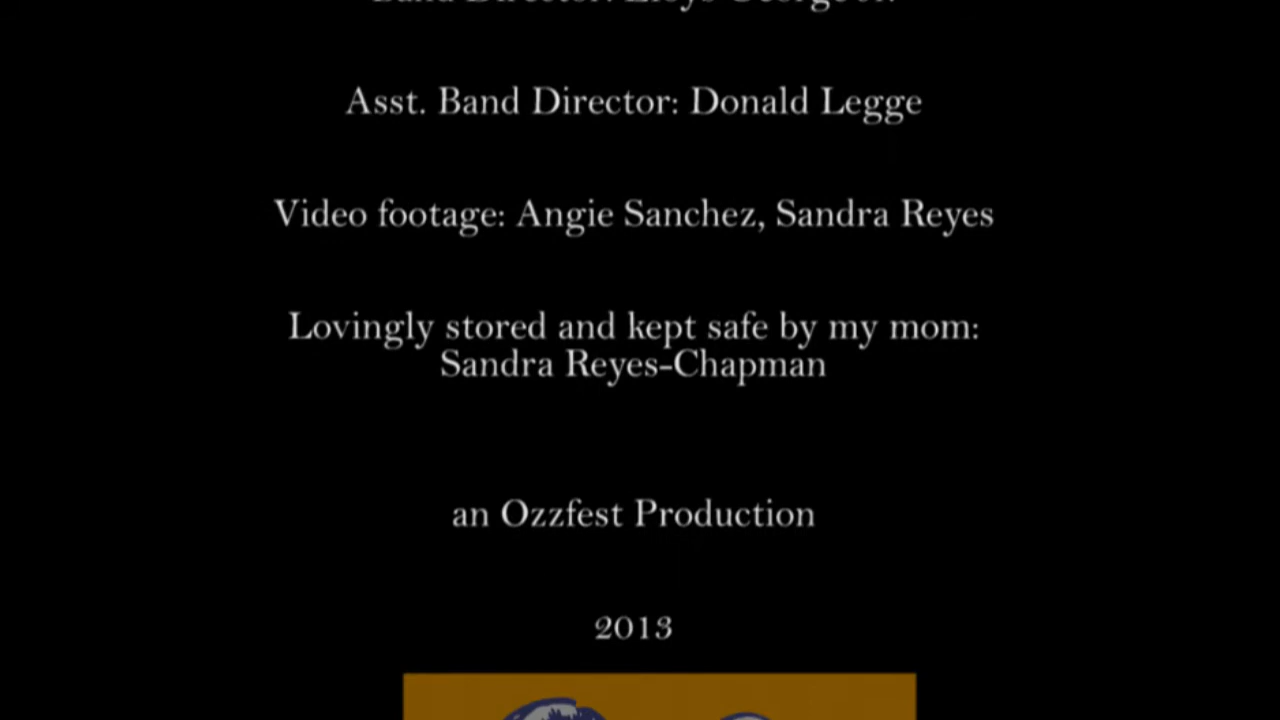 Asst. Band Director: Donald Legge
Video footage: Angie Sanchez, Sandra Reyes
Lovingly stored and kept safe by my mom:
Sandra Reyes-Chapman
an Ozzfest Production
2013